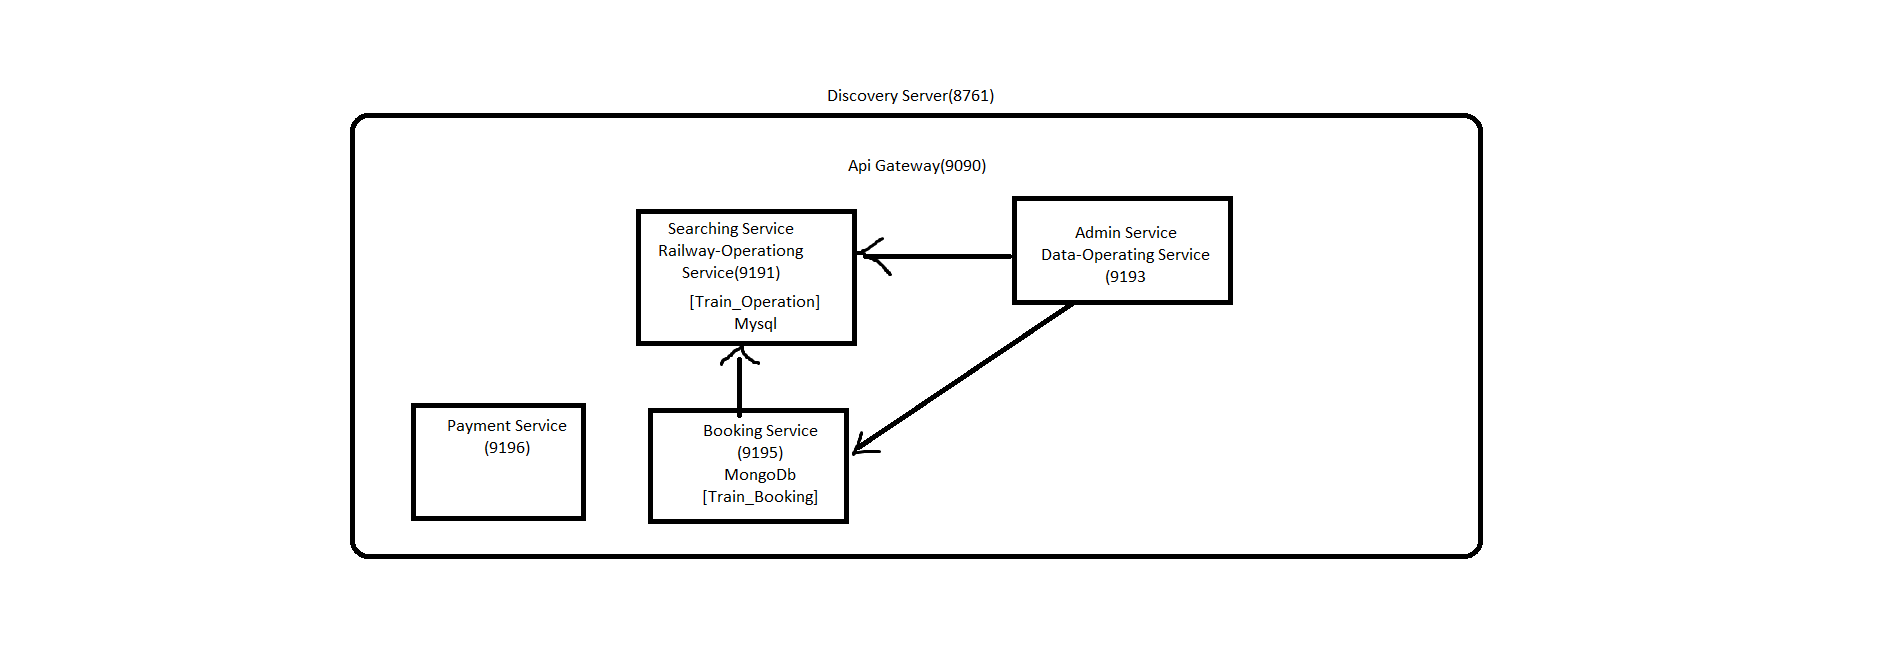 Discovery Server(8761)
Api Gateway(9090)
Searching Service
Railway-Operationg
Service(9191)
[Train_Operation]
Mysql
Admin Service
Data-Operating Service
(9193
Payment Service
(9196)
Booking Service
(9195)
MongoDb
[Train_Booking]